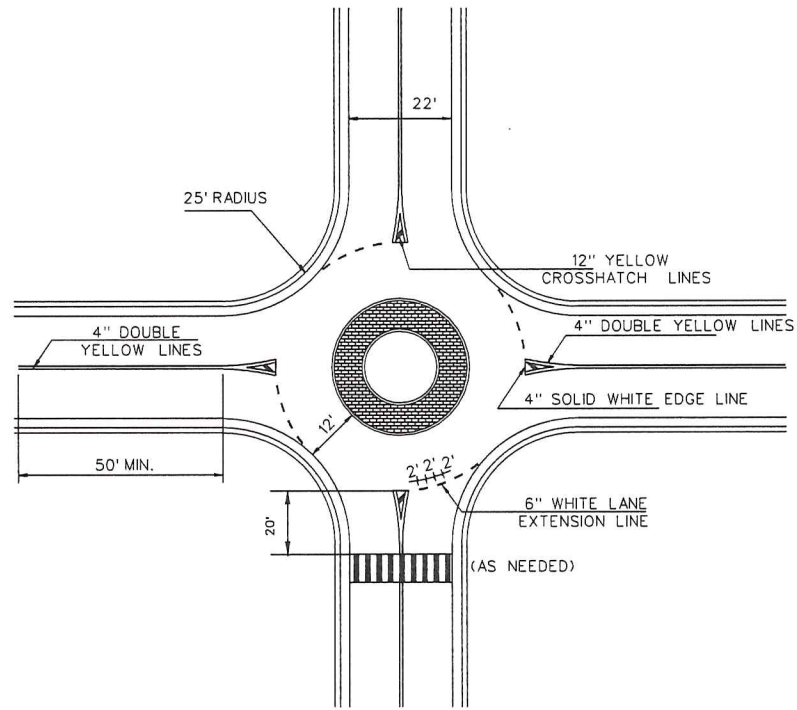 22'
25' RADIUS
12" YELLOW
CROSSHATCH LINES
4" DOUBLE
YELLOW LINES
4" DOUBLE YELLOW LINES
4" SOLID WHITE EDGE LINE
12'
50' MIN.
2' 2' 2'
20'
6" WHITE LANE
EXTENSION LINE
(AS NEEDED)